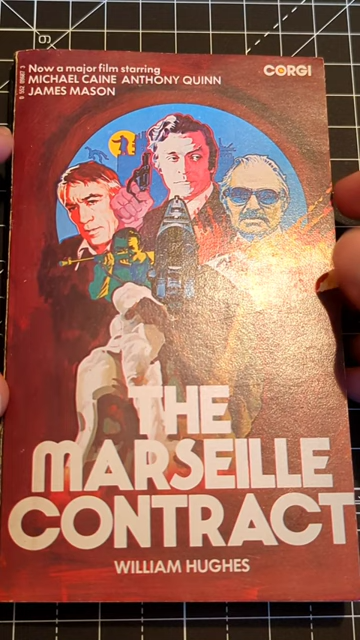 Now a major film starring
MICHAEL CAINE ANTHONY QUINN
JAMES MASON
CORGI
THE
MARSEILLE
CONTRACT
WILLIAM HUGHES